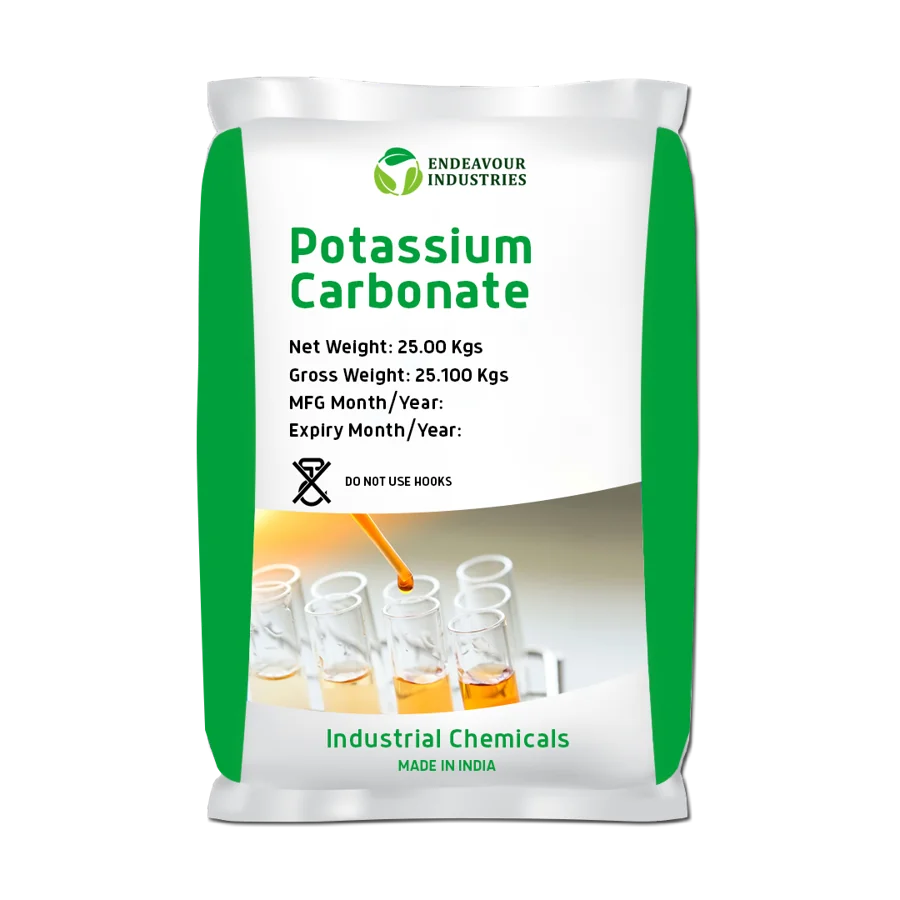 ENDEAVOUR
INDUSTRIES
Potassium
Carbonate
Net Weight: 25.00 Kgs
Gross Weight: 25.100 Kgs
MFG Month/Year:
Expiry Month/Year:
DO NOT USE HOOKS
Industrial Chemicals
MADE IN INDIA